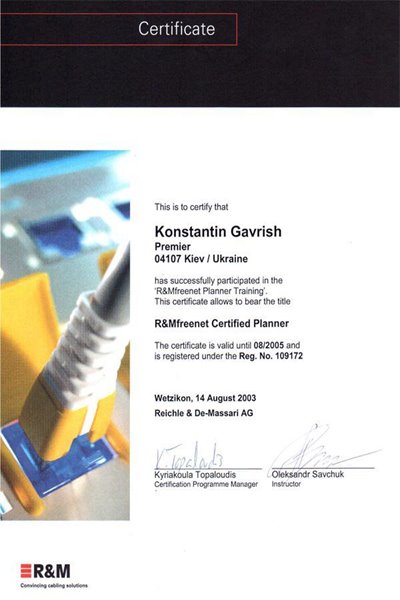 Certificate
This is to certify that
Konstantin Gavrish
Premier
04107 Kiev / Ukraine
has successfully participated in the
'R&Mfreenet Planner Training'.
This certificate allows to bear the title
R&Mfreenet Certified Planner
The certificate is valid until 08/2005 and
is registered under the Reg. No. 109172
Wetzikon, 14 August 2003
Reichle & De-Massari AG
K. Topaloudis
Kyriakoula Topaloudis
Certification Programme Manager
Oleksandr Savchuk
Instructor
R&M
Convincing cabling solutions